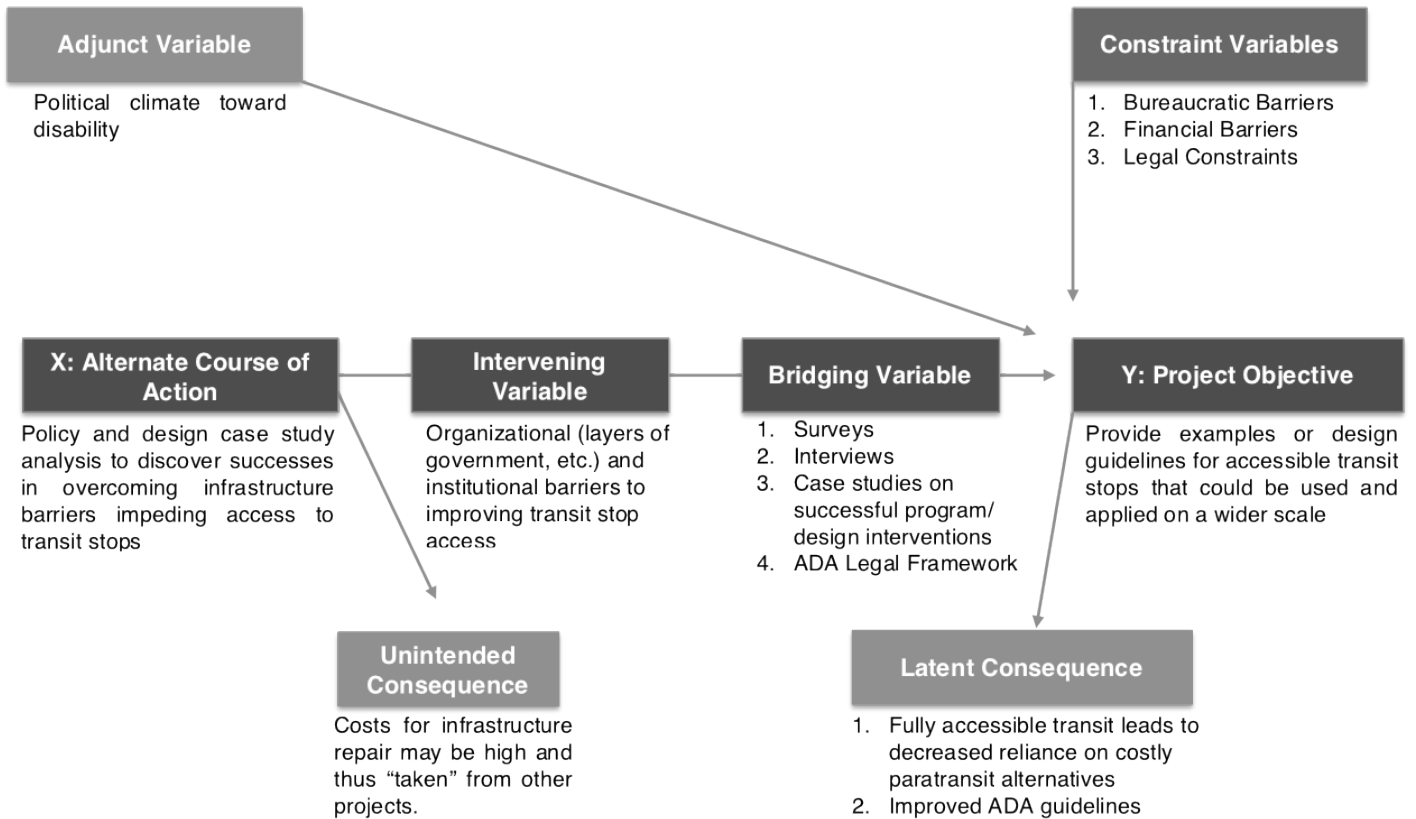 Adjunct Variable
Political climate toward
disability
Constraint Variables
1. Bureaucratic Barriers
2. Financial Barriers
3. Legal Constraints
X: Alternate Course of
Action
Policy and design case study
analysis to discover successes
in overcoming infrastructure
barriers impeding access to
transit stops
Intervening
Variable
Organizational (layers of
government, etc.) and
institutional barriers to
improving transit stop
access
Bridging Variable
1. Surveys
2. Interviews
3. Case studies on
successful program/
design interventions
4. ADA Legal Framework
Y: Project Objective
Provide examples or design
guidelines for accessible transit
stops that could be used and
applied on a wider scale
Unintended
Consequence
Costs for infrastructure
repair may be high and
thus “taken” from other
projects.
Latent Consequence
1. Fully accessible transit leads to
decreased reliance on costly
paratransit alternatives
2. Improved ADA guidelines